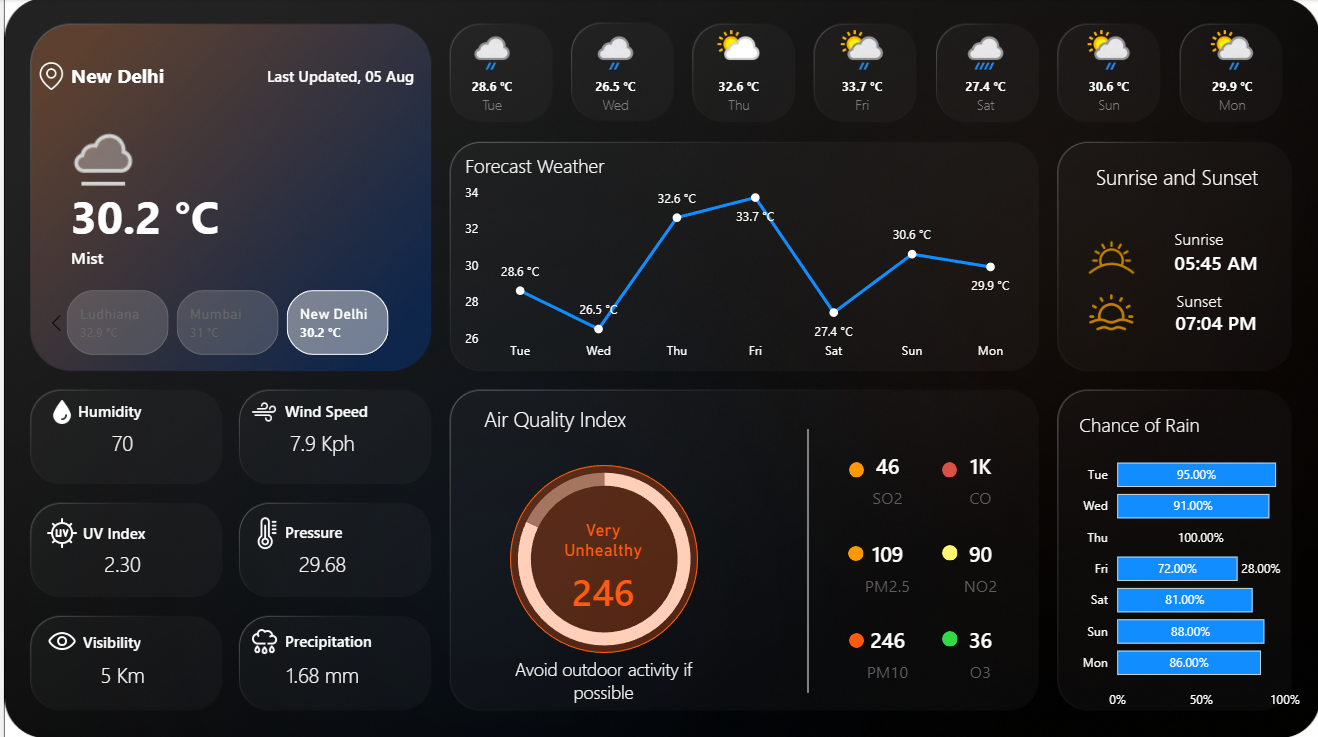 New Delhi
Last Updated, 05 Aug
30.2 °C
Mist
Ludhiana
32.9 °C
Mumbai
31 °C
New Delhi
30.2 °C
28.6 °C
Tue
26.5 °C
Wed
32.6 °C
Thu
33.7 °C
Fri
27.4 °C
Sat
30.6 °C
Sun
29.9 °C
Mon
Forecast Weather
34
32
30
28
26
28.6 °C
26.5 °C
32.6 °C
33.7 °C
27.4 °C
30.6 °C
29.9 °C
Tue Wed Thu Fri Sat Sun Mon
Sunrise and Sunset
Sunrise
05:45 AM
Sunset
07:04 PM
Humidity
70
Wind Speed
7.9 Kph
UV
UV Index
2.30
Pressure
29.68
Visibility
5 Km
Precipitation
1.68 mm
Air Quality Index
Very
Unhealthy
246
Avoid outdoor activity if
possible
46
SO2
1K
CO
109
PM2.5
90
NO2
246
PM10
36
O3
Chance of Rain
Tue 95.00%
Wed 91.00%
Thu 100.00%
Fri 72.00% 28.00%
Sat 81.00%
Sun 88.00%
Mon 86.00%
0% 50% 100%